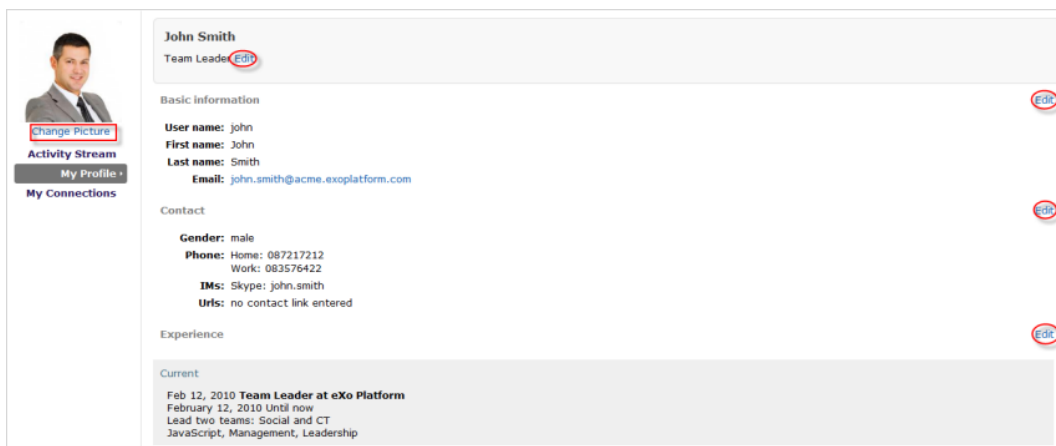 John Smith
Team Leader Edit
Change Picture
Activity Stream
My Profile
My Connections
Basic information Edit
User name: john
First name: John
Last name: Smith
Email: john.smith@acme.exoplatform.com
Contact Edit
Gender: male
Phone: Home: 087217212
Work: 083576422
IMs: Skype: john.smith
Urls: no contact link entered
Experience Edit
Current
Feb 12, 2010 Team Leader at eXo Platform
February 12, 2010 Until now
Lead two teams: Social and CT
JavaScript, Management, Leadership